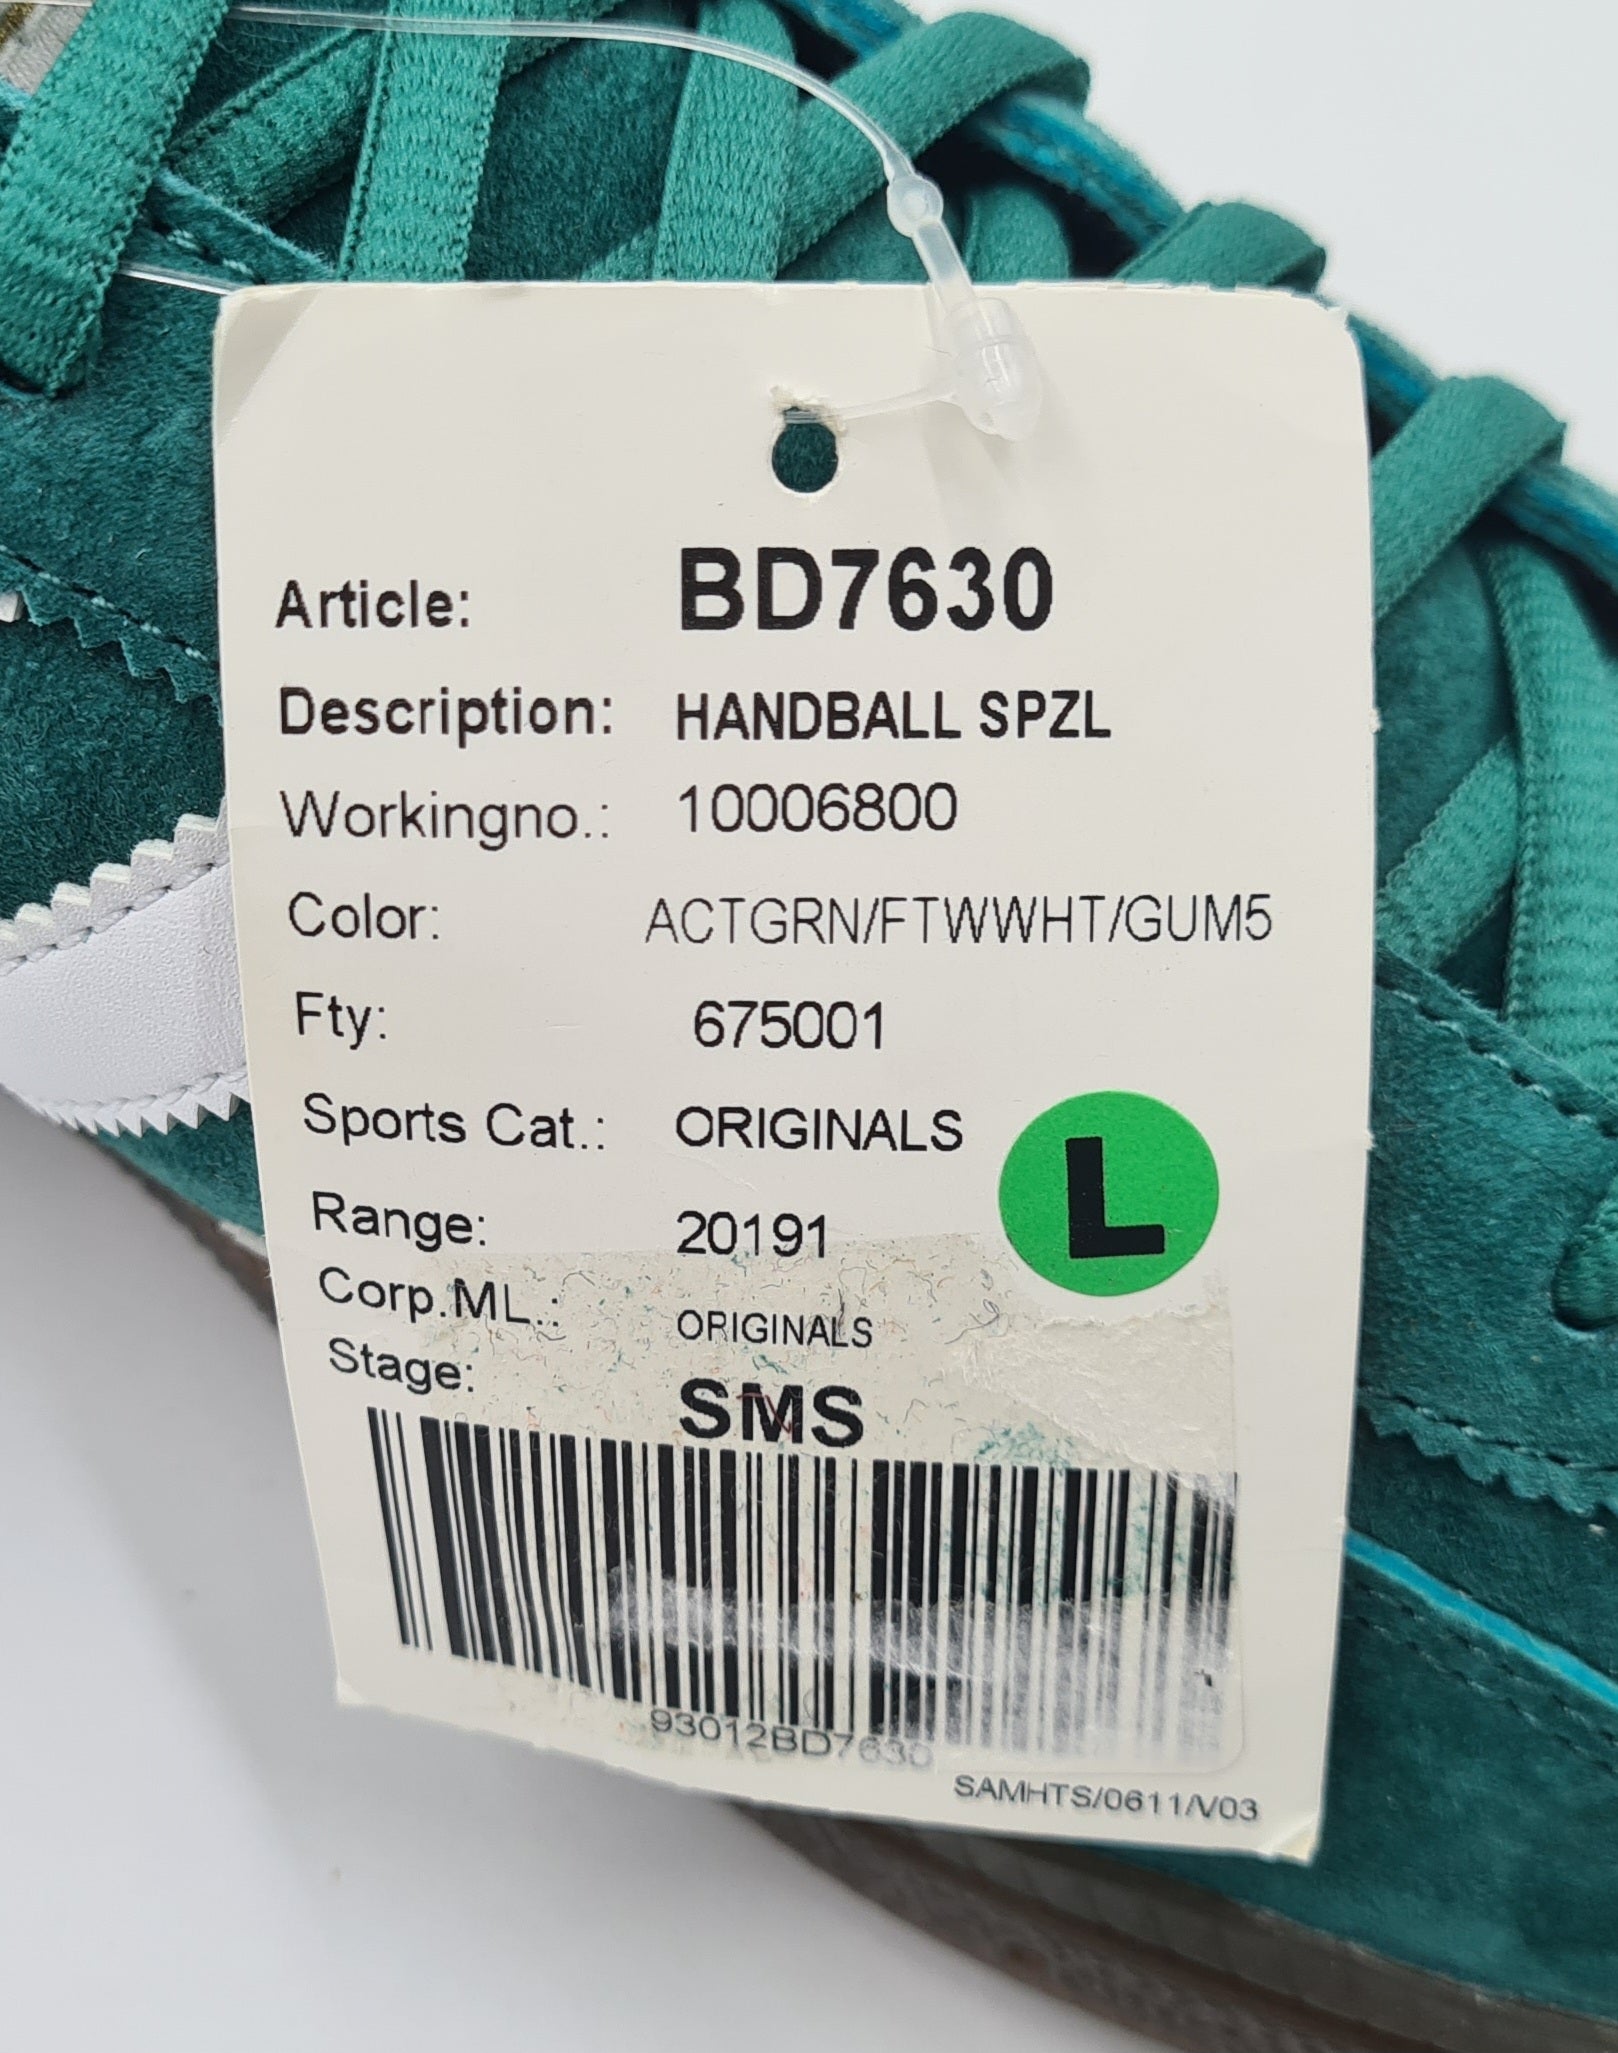 Article: BD7630
Description: HANDBALL SPZL
Workingno.: 10006800
Color: ACTGRN/FTWWHT/GUM5
Fty: 675001
Sports Cat.: ORIGINALS
L
Range: 20191
Corp.ML.: ORIGINALS
Stage: SMS
93012BD7630
SAMHTS/0611/V03